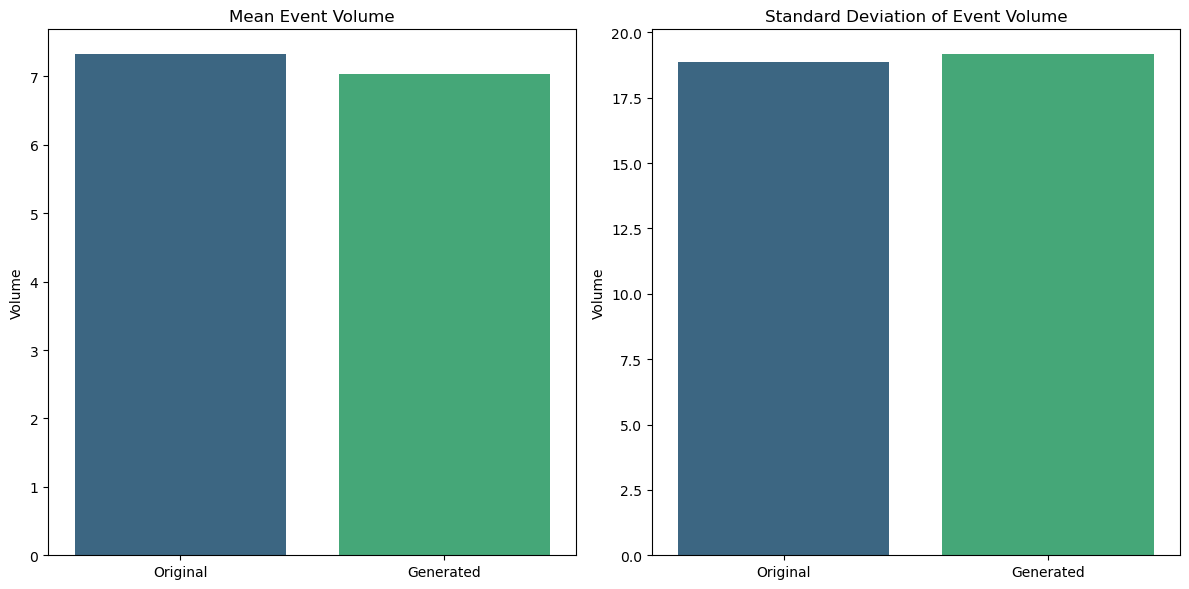 Mean Event Volume
Volume
7
6
5
4
3
2
1
0
Original
Generated
Standard Deviation of Event Volume
Volume
20.0
17.5
15.0
12.5
10.0
7.5
5.0
2.5
0.0
Original
Generated